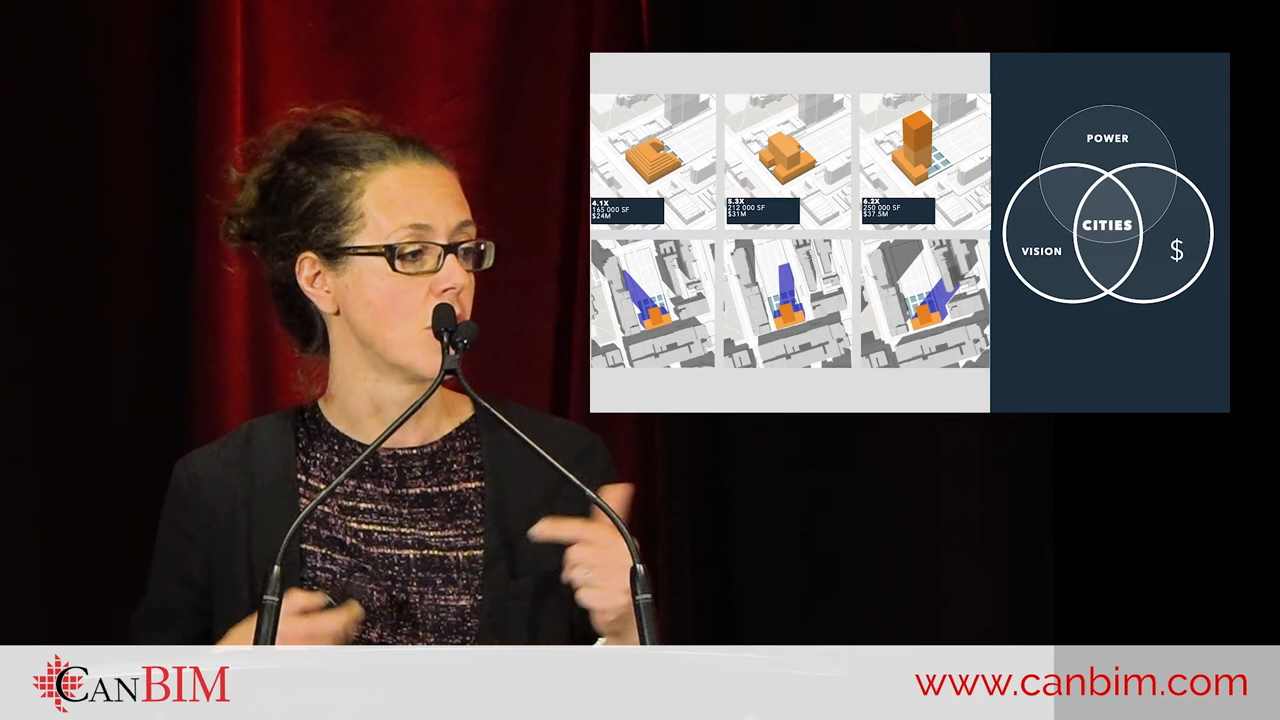 4.1X
165 000 SF
$24M
5.3X
212 000 SF
$31M
6.2X
250 000 SF
$37.5M
POWER
CITIES
VISION
$
CANBIM
www.canbim.com